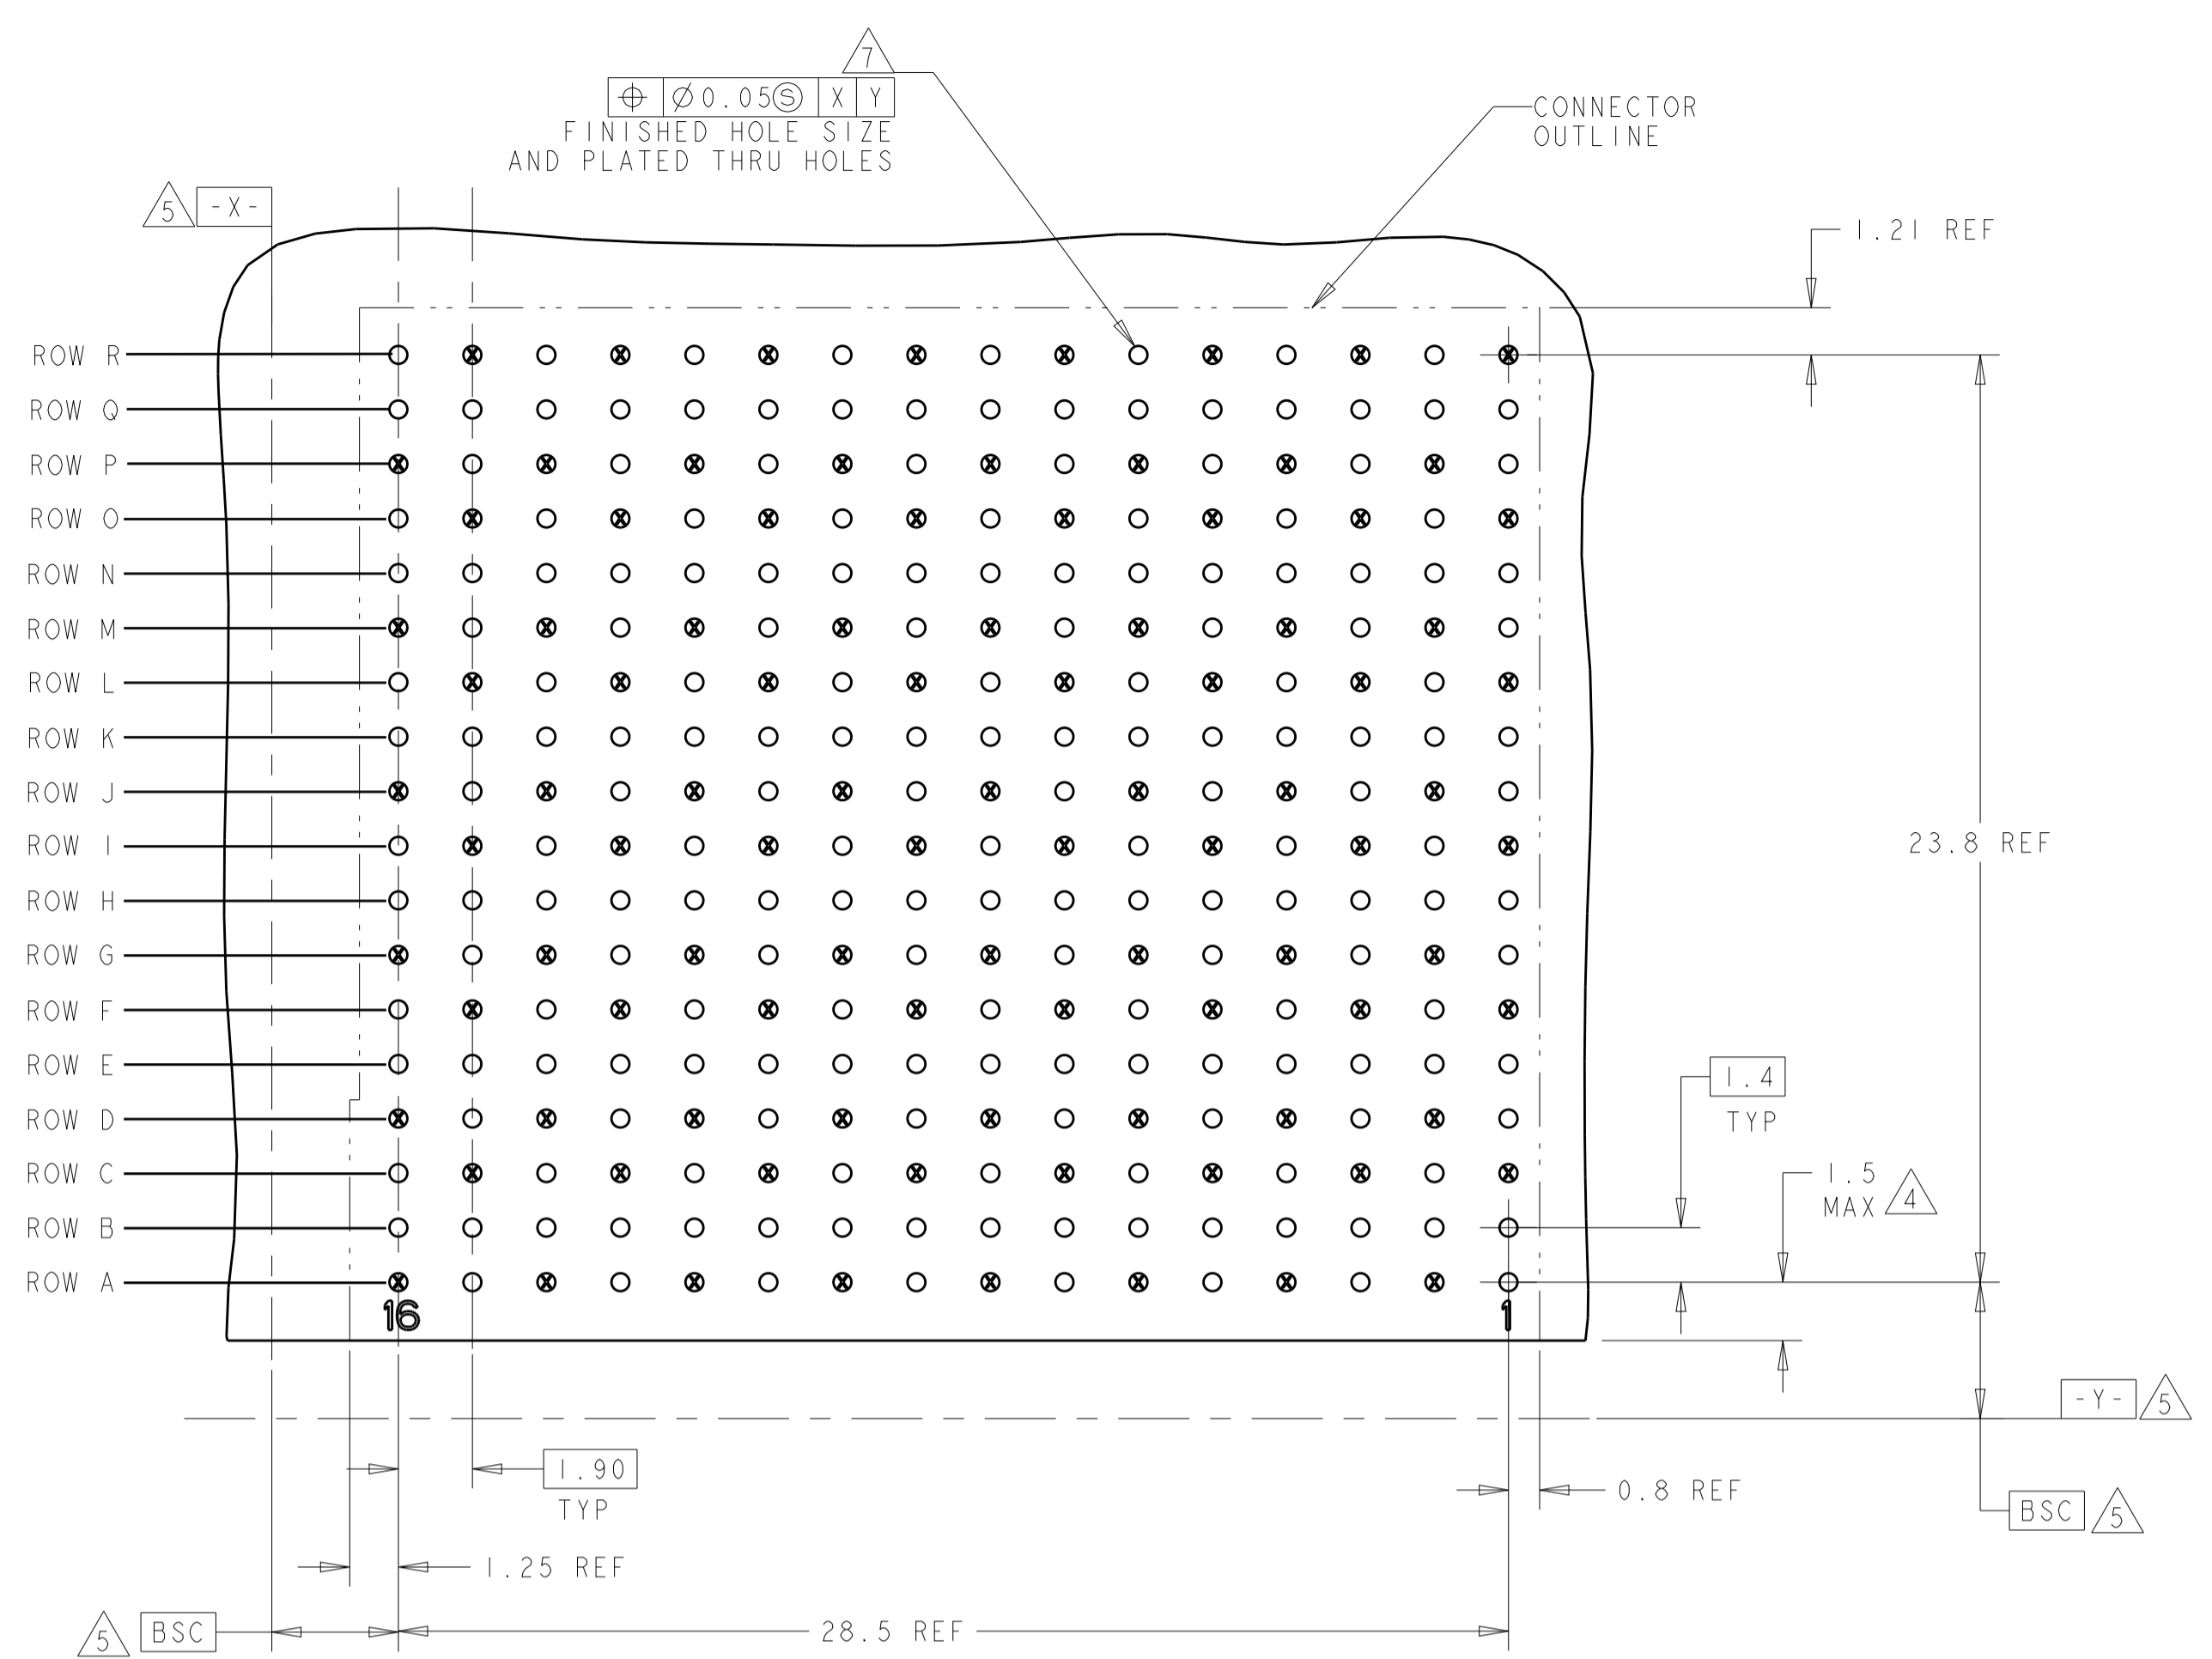 7
⌖ ⌀0.05Ⓢ X Y
FINISHED HOLE SIZE
AND PLATED THRU HOLES
CONNECTOR
OUTLINE
5 -X-
1.21 REF
ROW R
ROW Q
ROW P
ROW O
ROW N
ROW M
ROW L
ROW K
ROW J
ROW I
23.8 REF
ROW H
ROW G
ROW F
ROW E
1.4
TYP
ROW D
ROW C
1.5
MAX 4
ROW B
ROW A
16
1
-Y- 5
1.90
TYP
0.8 REF
BSC 5
1.25 REF
5 BSC
28.5 REF